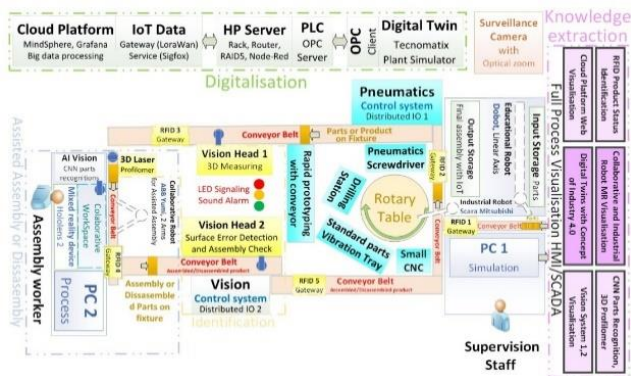 Cloud Platform
MindSphere, Grafana
Big data processing
IoT Data
Gateway (LoraWan)
Service (Sigfox)
HP Server
Rack, Router,
RAID5, Node-Red
PLC
OPC
Server
OPC
Client
Digital Twin
Tecnomatix
Plant Simulator
Surveillance
Camera with
Optical zoom
Knowledge
extraction
Digitalisation
Pneumatics
Control system
Distributed IO 1
RFID 3
Gateway
Conveyor Belt
Parts or Product
on Fixture
AI Vision
CNN parts
recognitions
3D Laser
Profilomer
Conveyor Belt
Collaborative Robot
ABB Yumi, 2 Arms
for Assisted Assembly
Vision Head 1
3D Measuring
LED Signaling
Sound Alarm
Vision Head 2
Surface Error Detection
and Assembly Check
Rapid prototyping
with conveyor
Pneumatics
Screwdriver
Drilling
Station
Rotary
Table
Standard parts
Vibration Tray
Small
CNC
RFID 2
Gateway
Conveyor Belt
Output Storage
Final assembly with IoT
Educational Robot
Dobot, Linear Axis
Input Storage Parts
Industrial Robot
Scara Mitsubishi
RFID 1
Gateway
Conveyor Belt
PC 1
Simulation
Supervision
Staff
Assisted Assembly or Dissasembly
Assembly worker
Hololens 2
Mixed reality device
Collaborative
WorkSpace
PC 2
Process
RFID 4
Gateway
Conveyor Belt
Assembled/Dissasembled product
Assembly or
Dissasemble
d Parts on
fixture
Vision
Control system
Distributed IO 2
Identification
RFID 5
Gateway
Conveyor Belt
Assembled/Dissasembled product
Full Process Visualisation HMI/SCADA
RFID Product Status
Identification
Cloud Platform Web
Visualisation
Collaborative and Industrial
Robot MR Visualisation
Digital Twins with Concept
of Industry 4.0
CNN Parts Recognition,
3D Profilomer
Vision System 1,2
Visualisation